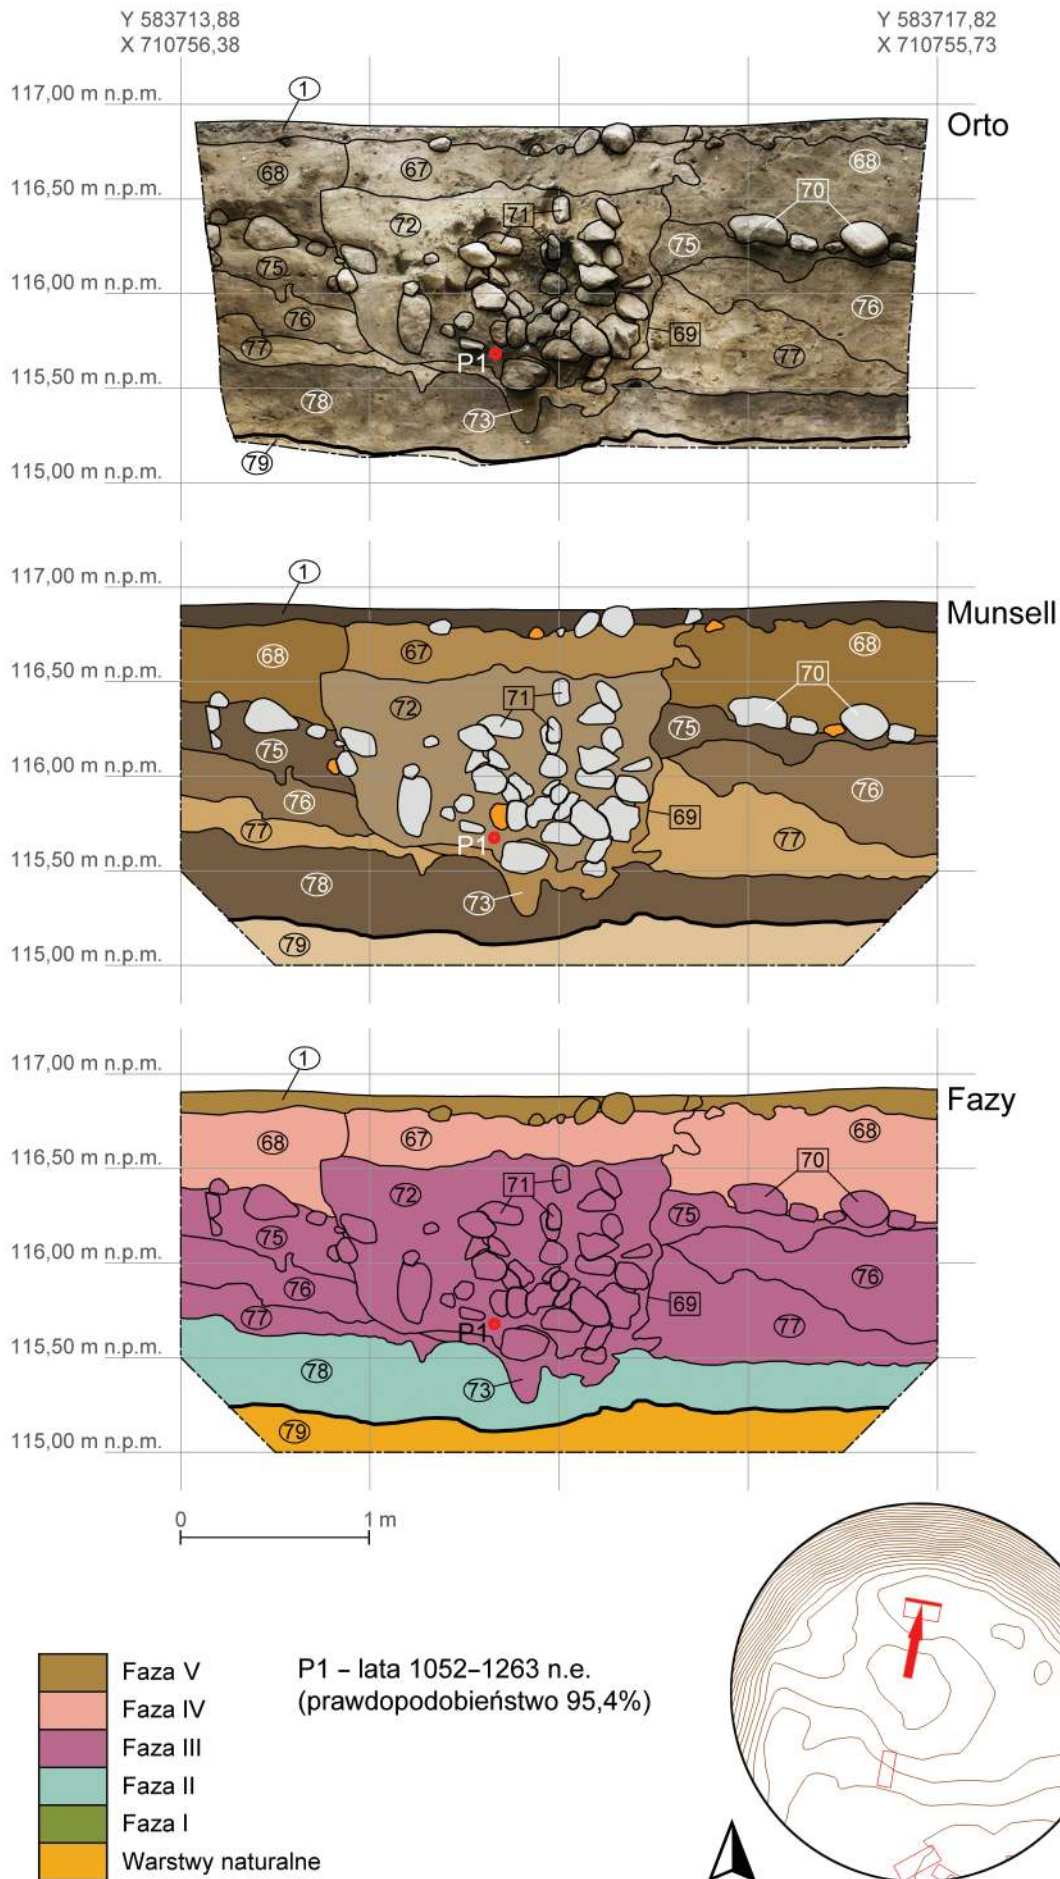 Y 583713,88
X 710756,38
Y 583717,82
X 710755,73
117,00 m n.p.m.
1
Orto
68
67
68
116,50 m n.p.m.
71
70
72
75
75
116,00 m n.p.m.
76
76
69
77
77
P1
115,50 m n.p.m.
78
73
79
115,00 m n.p.m.
117,00 m n.p.m.
1
Munsell
68
67
68
116,50 m n.p.m.
71
70
72
75
75
116,00 m n.p.m.
76
76
69
77
77
P1
115,50 m n.p.m.
78
73
79
115,00 m n.p.m.
117,00 m n.p.m.
1
Fazy
68
67
68
116,50 m n.p.m.
71
70
72
75
75
116,00 m n.p.m.
76
76
69
77
77
P1
115,50 m n.p.m.
78
73
79
115,00 m n.p.m.
0 1 m
Faza V
Faza IV
Faza III
Faza II
Faza I
Warstwy naturalne
P1 – lata 1052–1263 n.e.
(prawdopodobieństwo 95,4%)